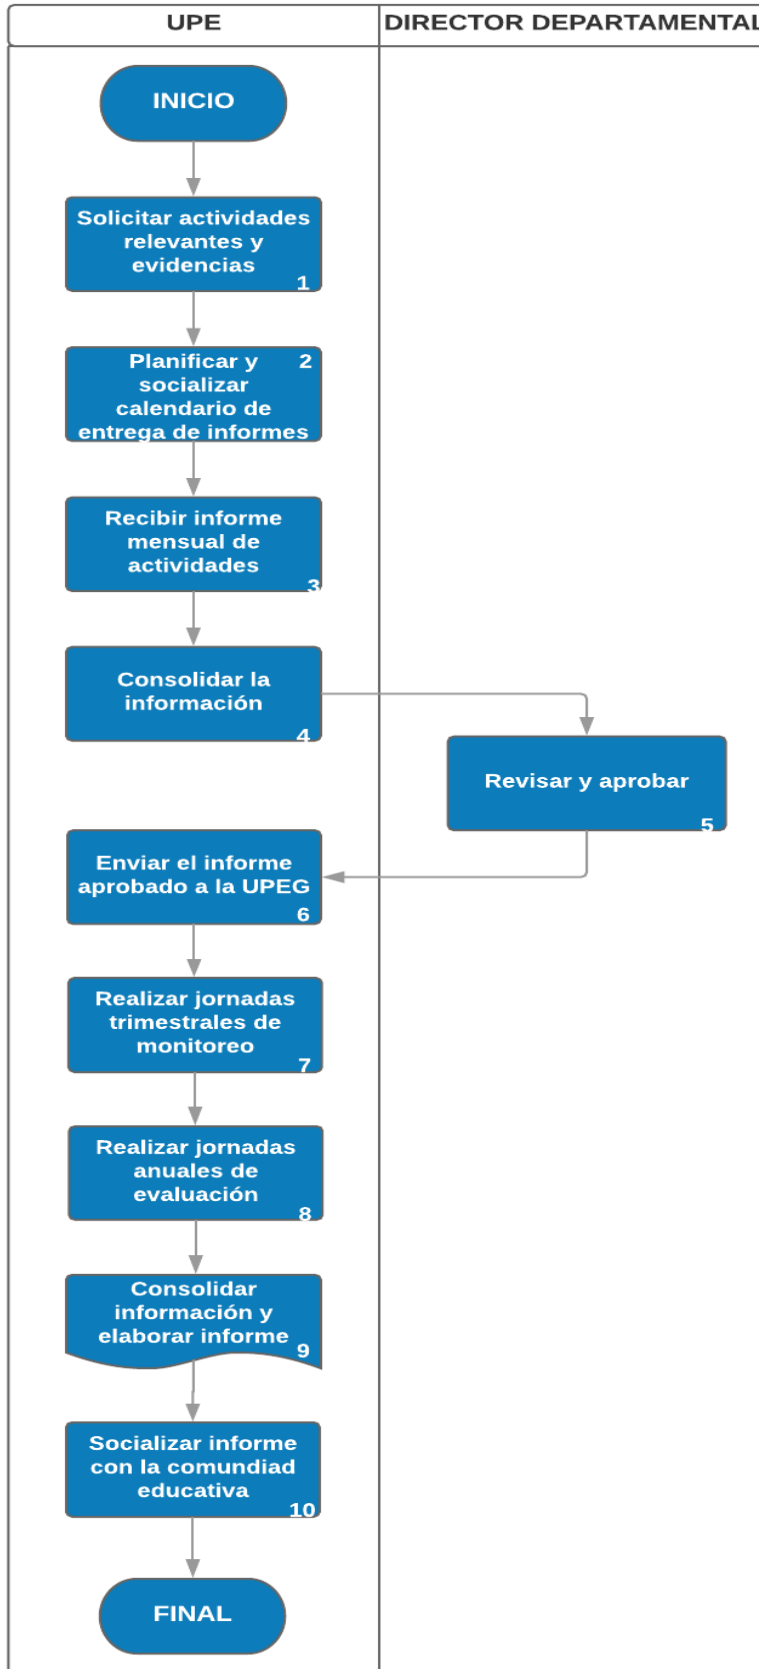 UPE
DIRECTOR DEPARTAMENTAL
INICIO
Solicitar actividades
relevantes y
evidencias
1
Planificar y
2
socializar
calendario de
entrega de informes
Recibir informe
mensual de
actividades
3
Consolidar la
información
4
Revisar y aprobar
5
Enviar el informe
aprobado a la UPEG
6
Realizar jornadas
trimestrales de
monitoreo
7
Realizar jornadas
anuales de
evaluación
8
Consolidar
información y
elaborar informe
9
Socializar informe
con la comundiad
educativa
10
FINAL